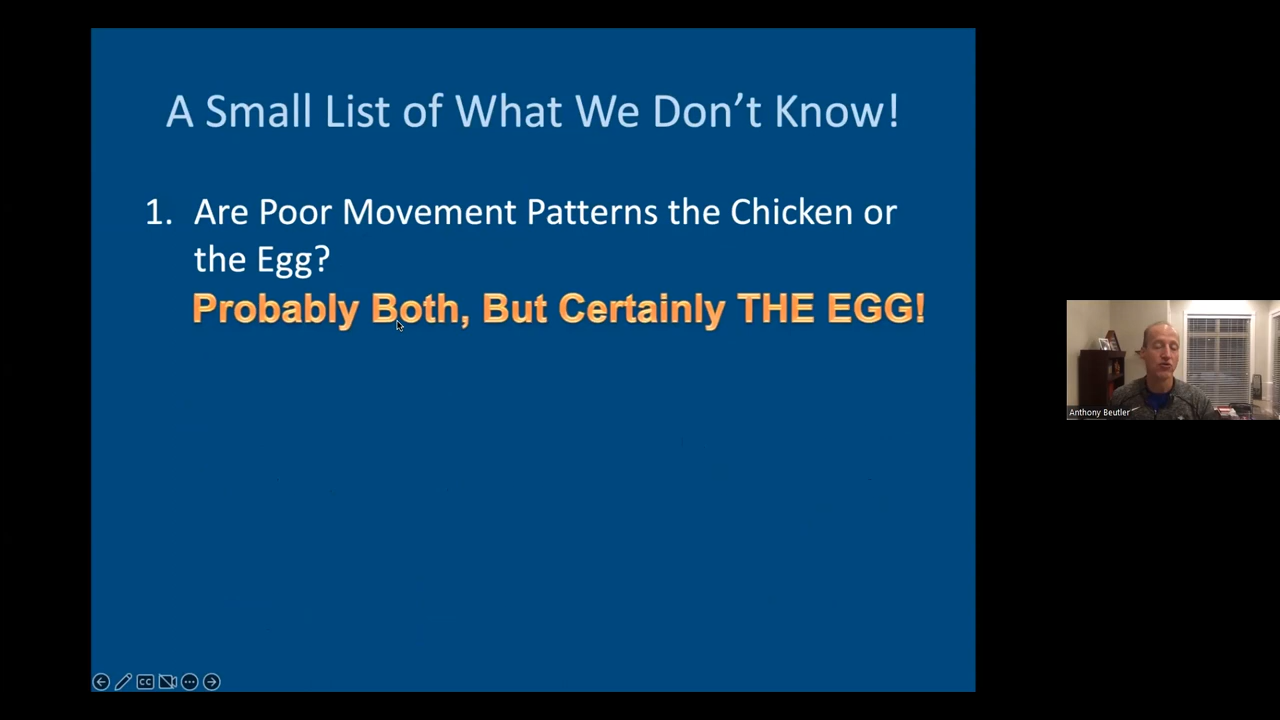 A Small List of What We Don't Know!
1. Are Poor Movement Patterns the Chicken or
the Egg?
Probably Both, But Certainly THE EGG!
Anthony Beutler
CC